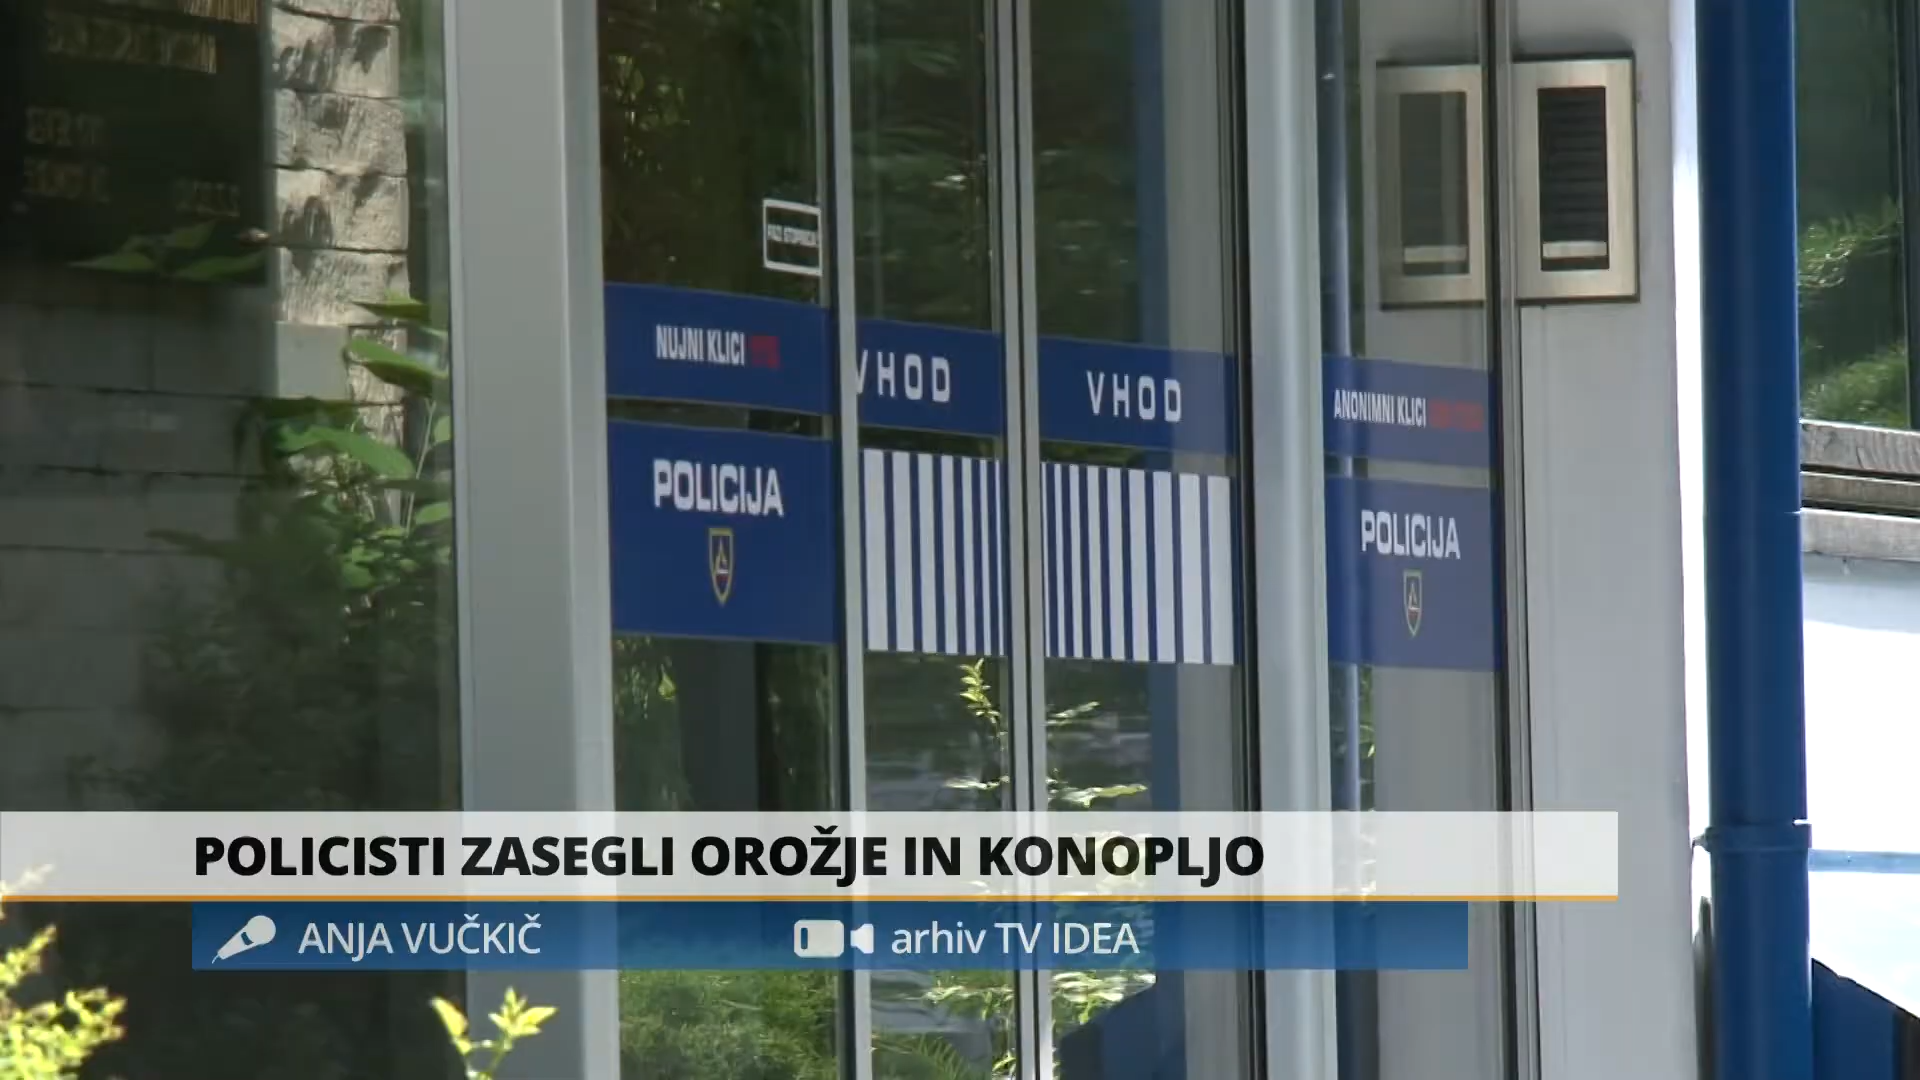 NUJNI KLICI
VHOD
VHOD
ANONIMNI KLICI
POLICIJA
POLICIJA
POLICISTI ZASEGLI OROŽJE IN KONOPLJO
ANJA VUČKIČ
arhiv TV IDEA